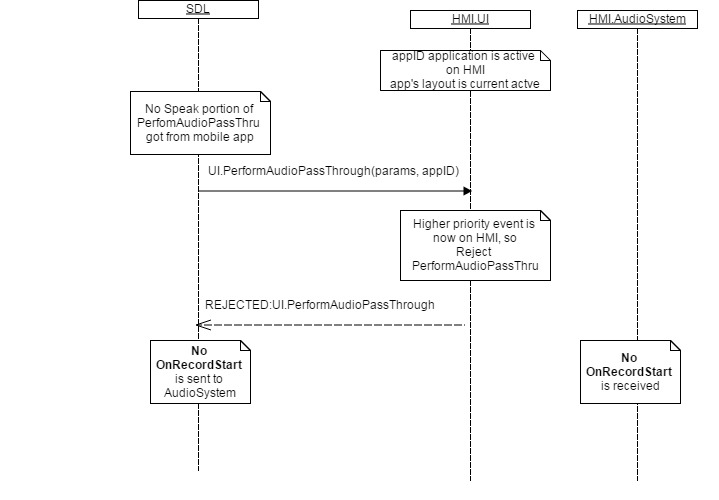 SDL
HMI.UI
HMI.AudioSystem
appID application is active
on HMI
app's layout is current actve
No Speak portion of
PerfomAudioPassThru
got from mobile app
UI.PerformAudioPassThrough(params, appID)
Higher priority event is
now on HMI, so
Reject
PerformAudioPassThru
REJECTED:UI.PerformAudioPassThrough
No
OnRecordStart
is sent to
AudioSystem
No
OnRecordStart
is received